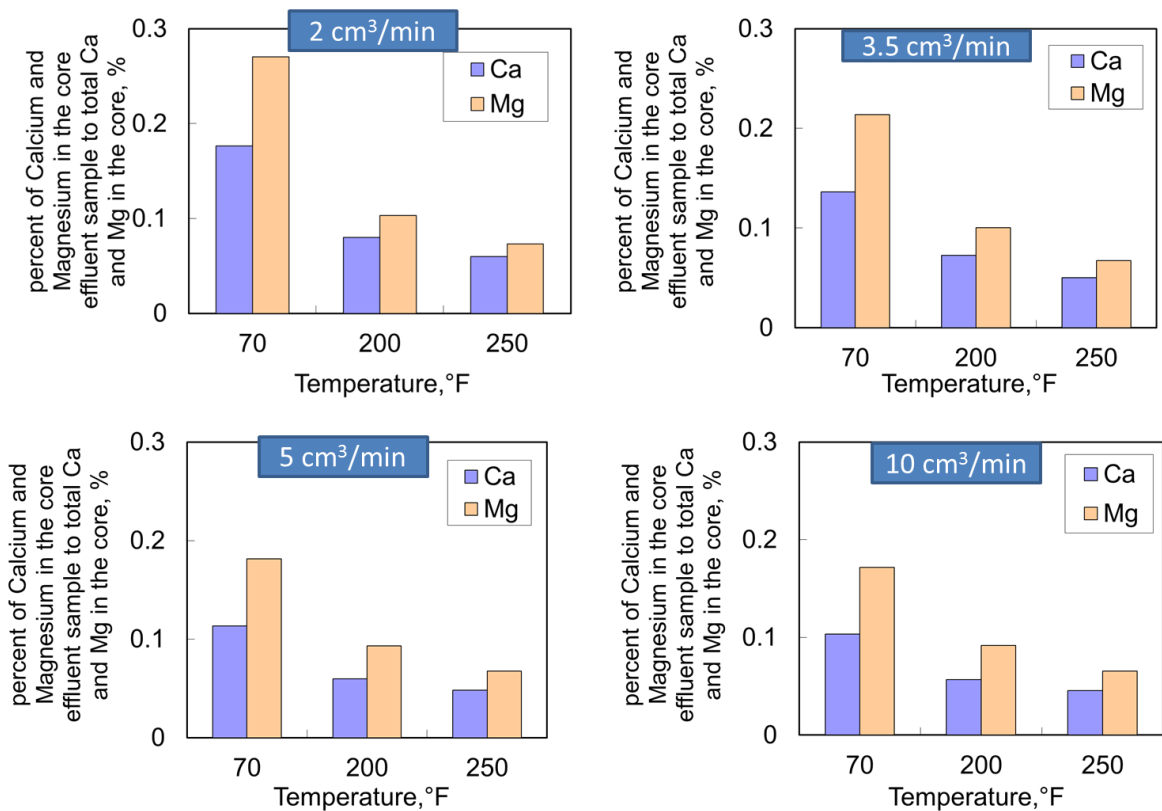 2 cm³/min
percent of Calcium and
Magnesium in the core
effluent sample to total Ca
and Mg in the core, %
0.3
0.2
0.1
0
Ca
Mg
70 200 250
Temperature,°F
3.5 cm³/min
percent of Calcium and
Magnesium in the core
effluent sample to total Ca
and Mg in the core, %
0.3
0.2
0.1
0
Ca
Mg
70 200 250
Temperature,°F
5 cm³/min
percent of Calcium and
Magnesium in the core
effluent sample to total Ca
and Mg in the core, %
0.3
0.2
0.1
0
Ca
Mg
70 200 250
Temperature,°F
10 cm³/min
percent of Calcium and
Magnesium in the core
effluent sample to total Ca
and Mg in the core, %
0.3
0.2
0.1
0
Ca
Mg
70 200 250
Temperature,°F